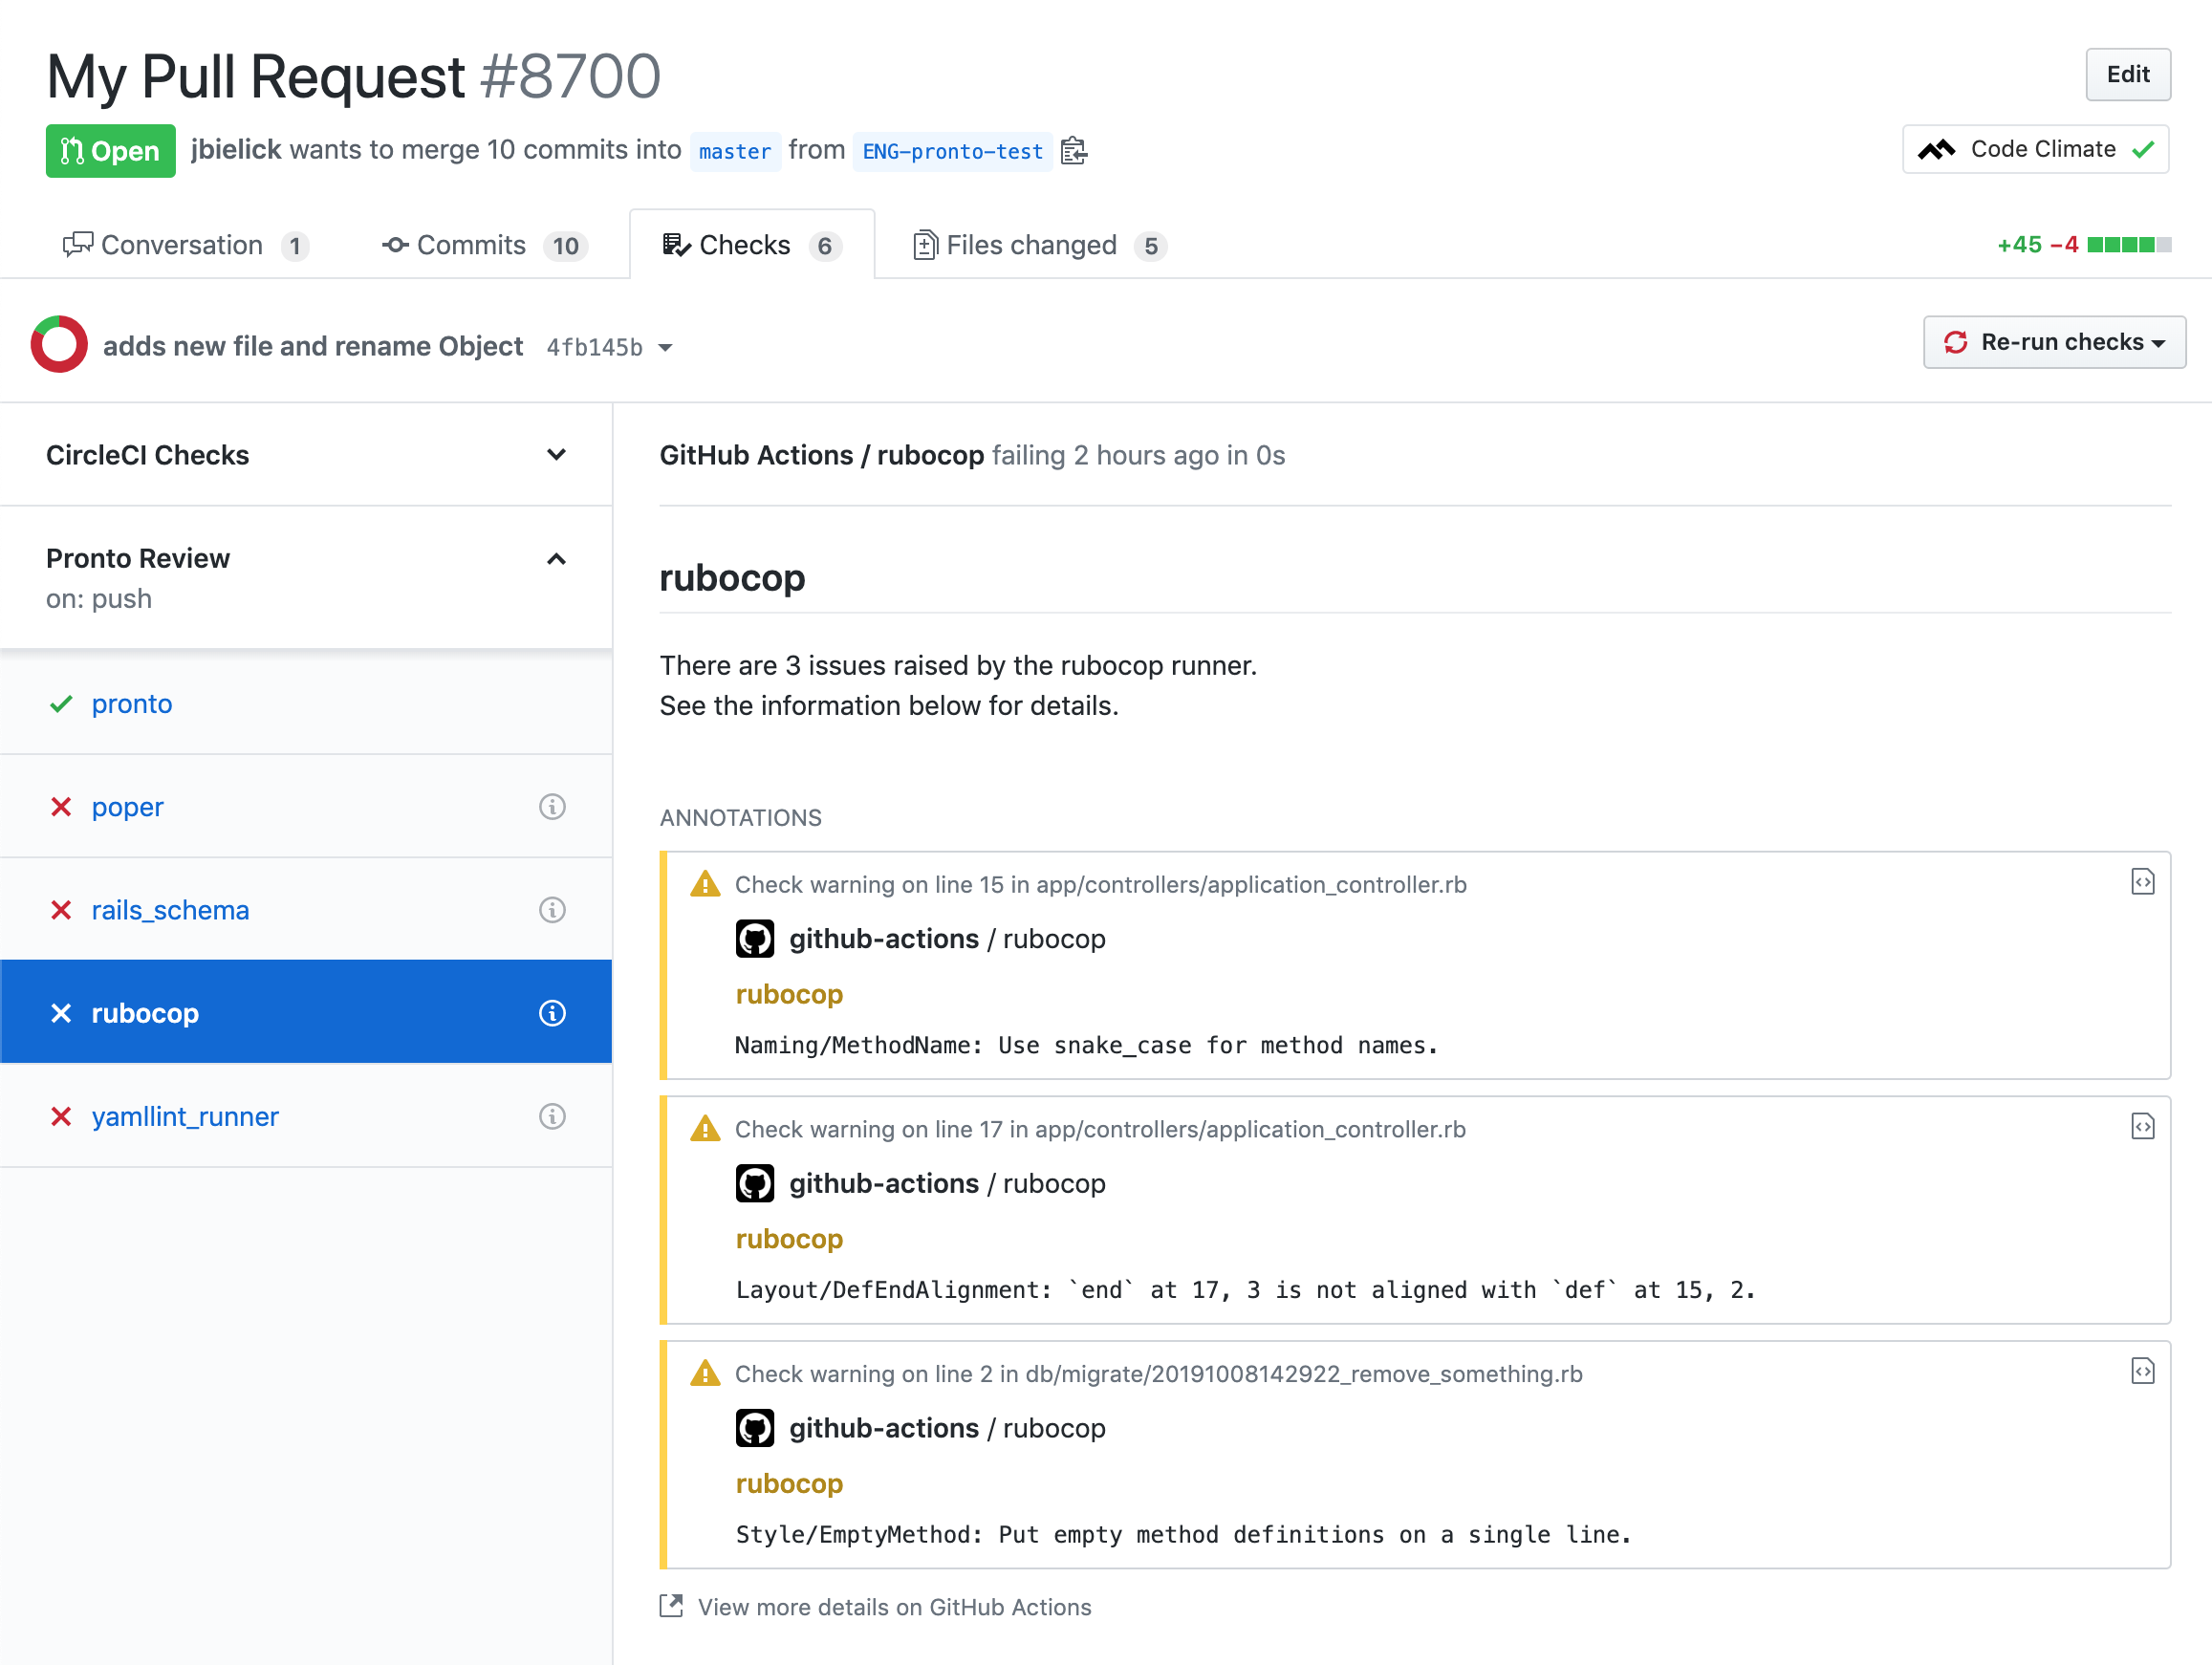 My Pull Request #8700
Edit
Open jbielick wants to merge 10 commits into master from ENG-pronto-test
Code Climate
Conversation 1 Commits 10 Checks 6 Files changed 5
+45 −4
adds new file and rename Object 4fb145b
Re-run checks
CircleCI Checks
Pronto Review
on: push
pronto
poper
rails_schema
rubocop
yamllint_runner
GitHub Actions / rubocop failing 2 hours ago in 0s
rubocop
There are 3 issues raised by the rubocop runner.
See the information below for details.
ANNOTATIONS
Check warning on line 15 in app/controllers/application_controller.rb
github-actions / rubocop
rubocop
Naming/MethodName: Use snake_case for method names.
Check warning on line 17 in app/controllers/application_controller.rb
github-actions / rubocop
rubocop
Layout/DefEndAlignment: `end` at 17, 3 is not aligned with `def` at 15, 2.
Check warning on line 2 in db/migrate/20191008142922_remove_something.rb
github-actions / rubocop
rubocop
Style/EmptyMethod: Put empty method definitions on a single line.
View more details on GitHub Actions